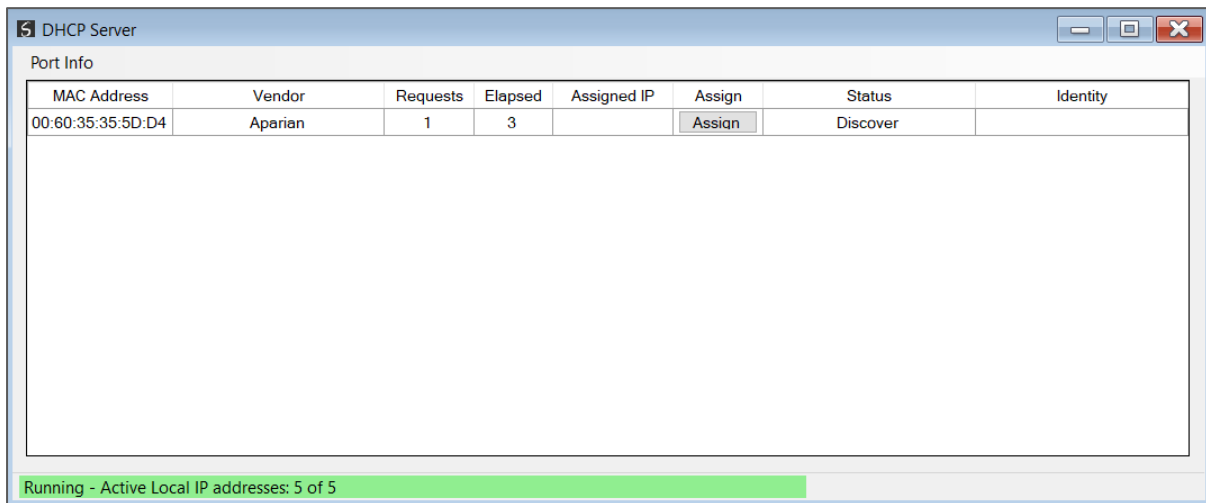 DHCP Server
Port Info
MAC Address Vendor Requests Elapsed Assigned IP Assign Status Identity
00:60:35:35:5D:D4 Aparian 1 3 Assign Discover
Running - Active Local IP addresses: 5 of 5